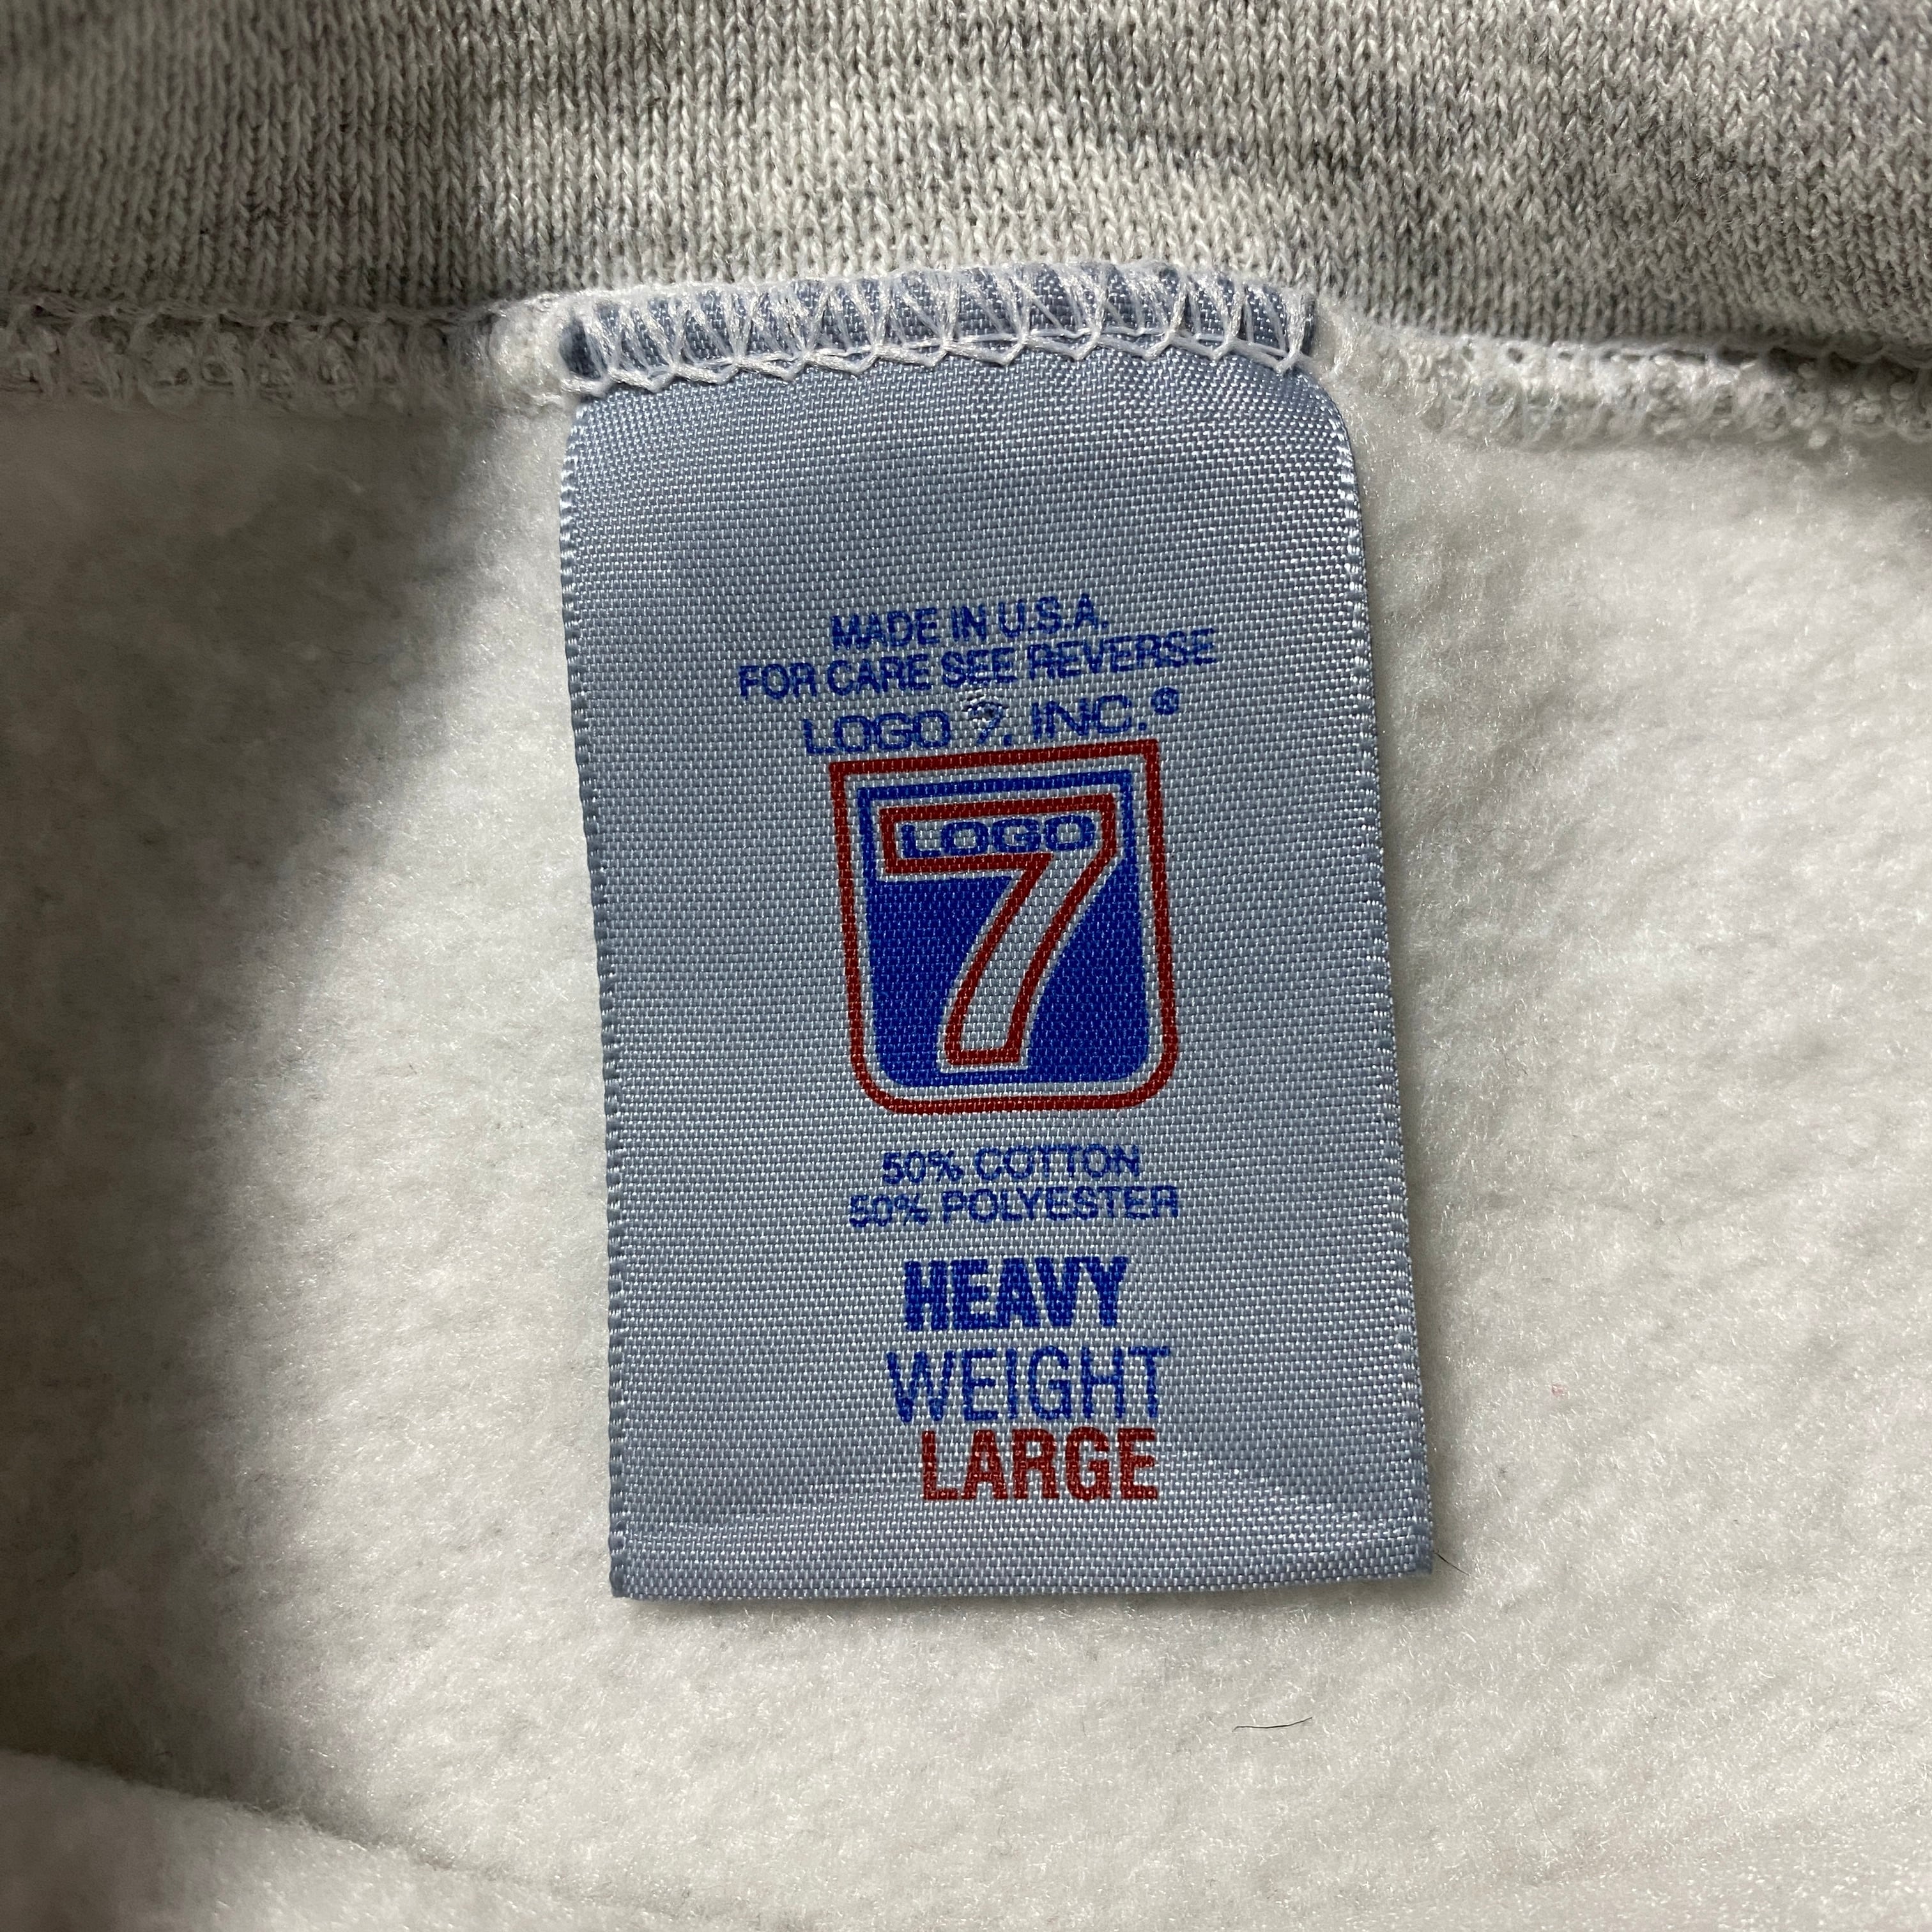 MADE IN U.S.A.
FOR CARE SEE REVERSE
LOGO 7, INC.®
LOGO
7
50% COTTON
50% POLYESTER
HEAVY
WEIGHT
LARGE